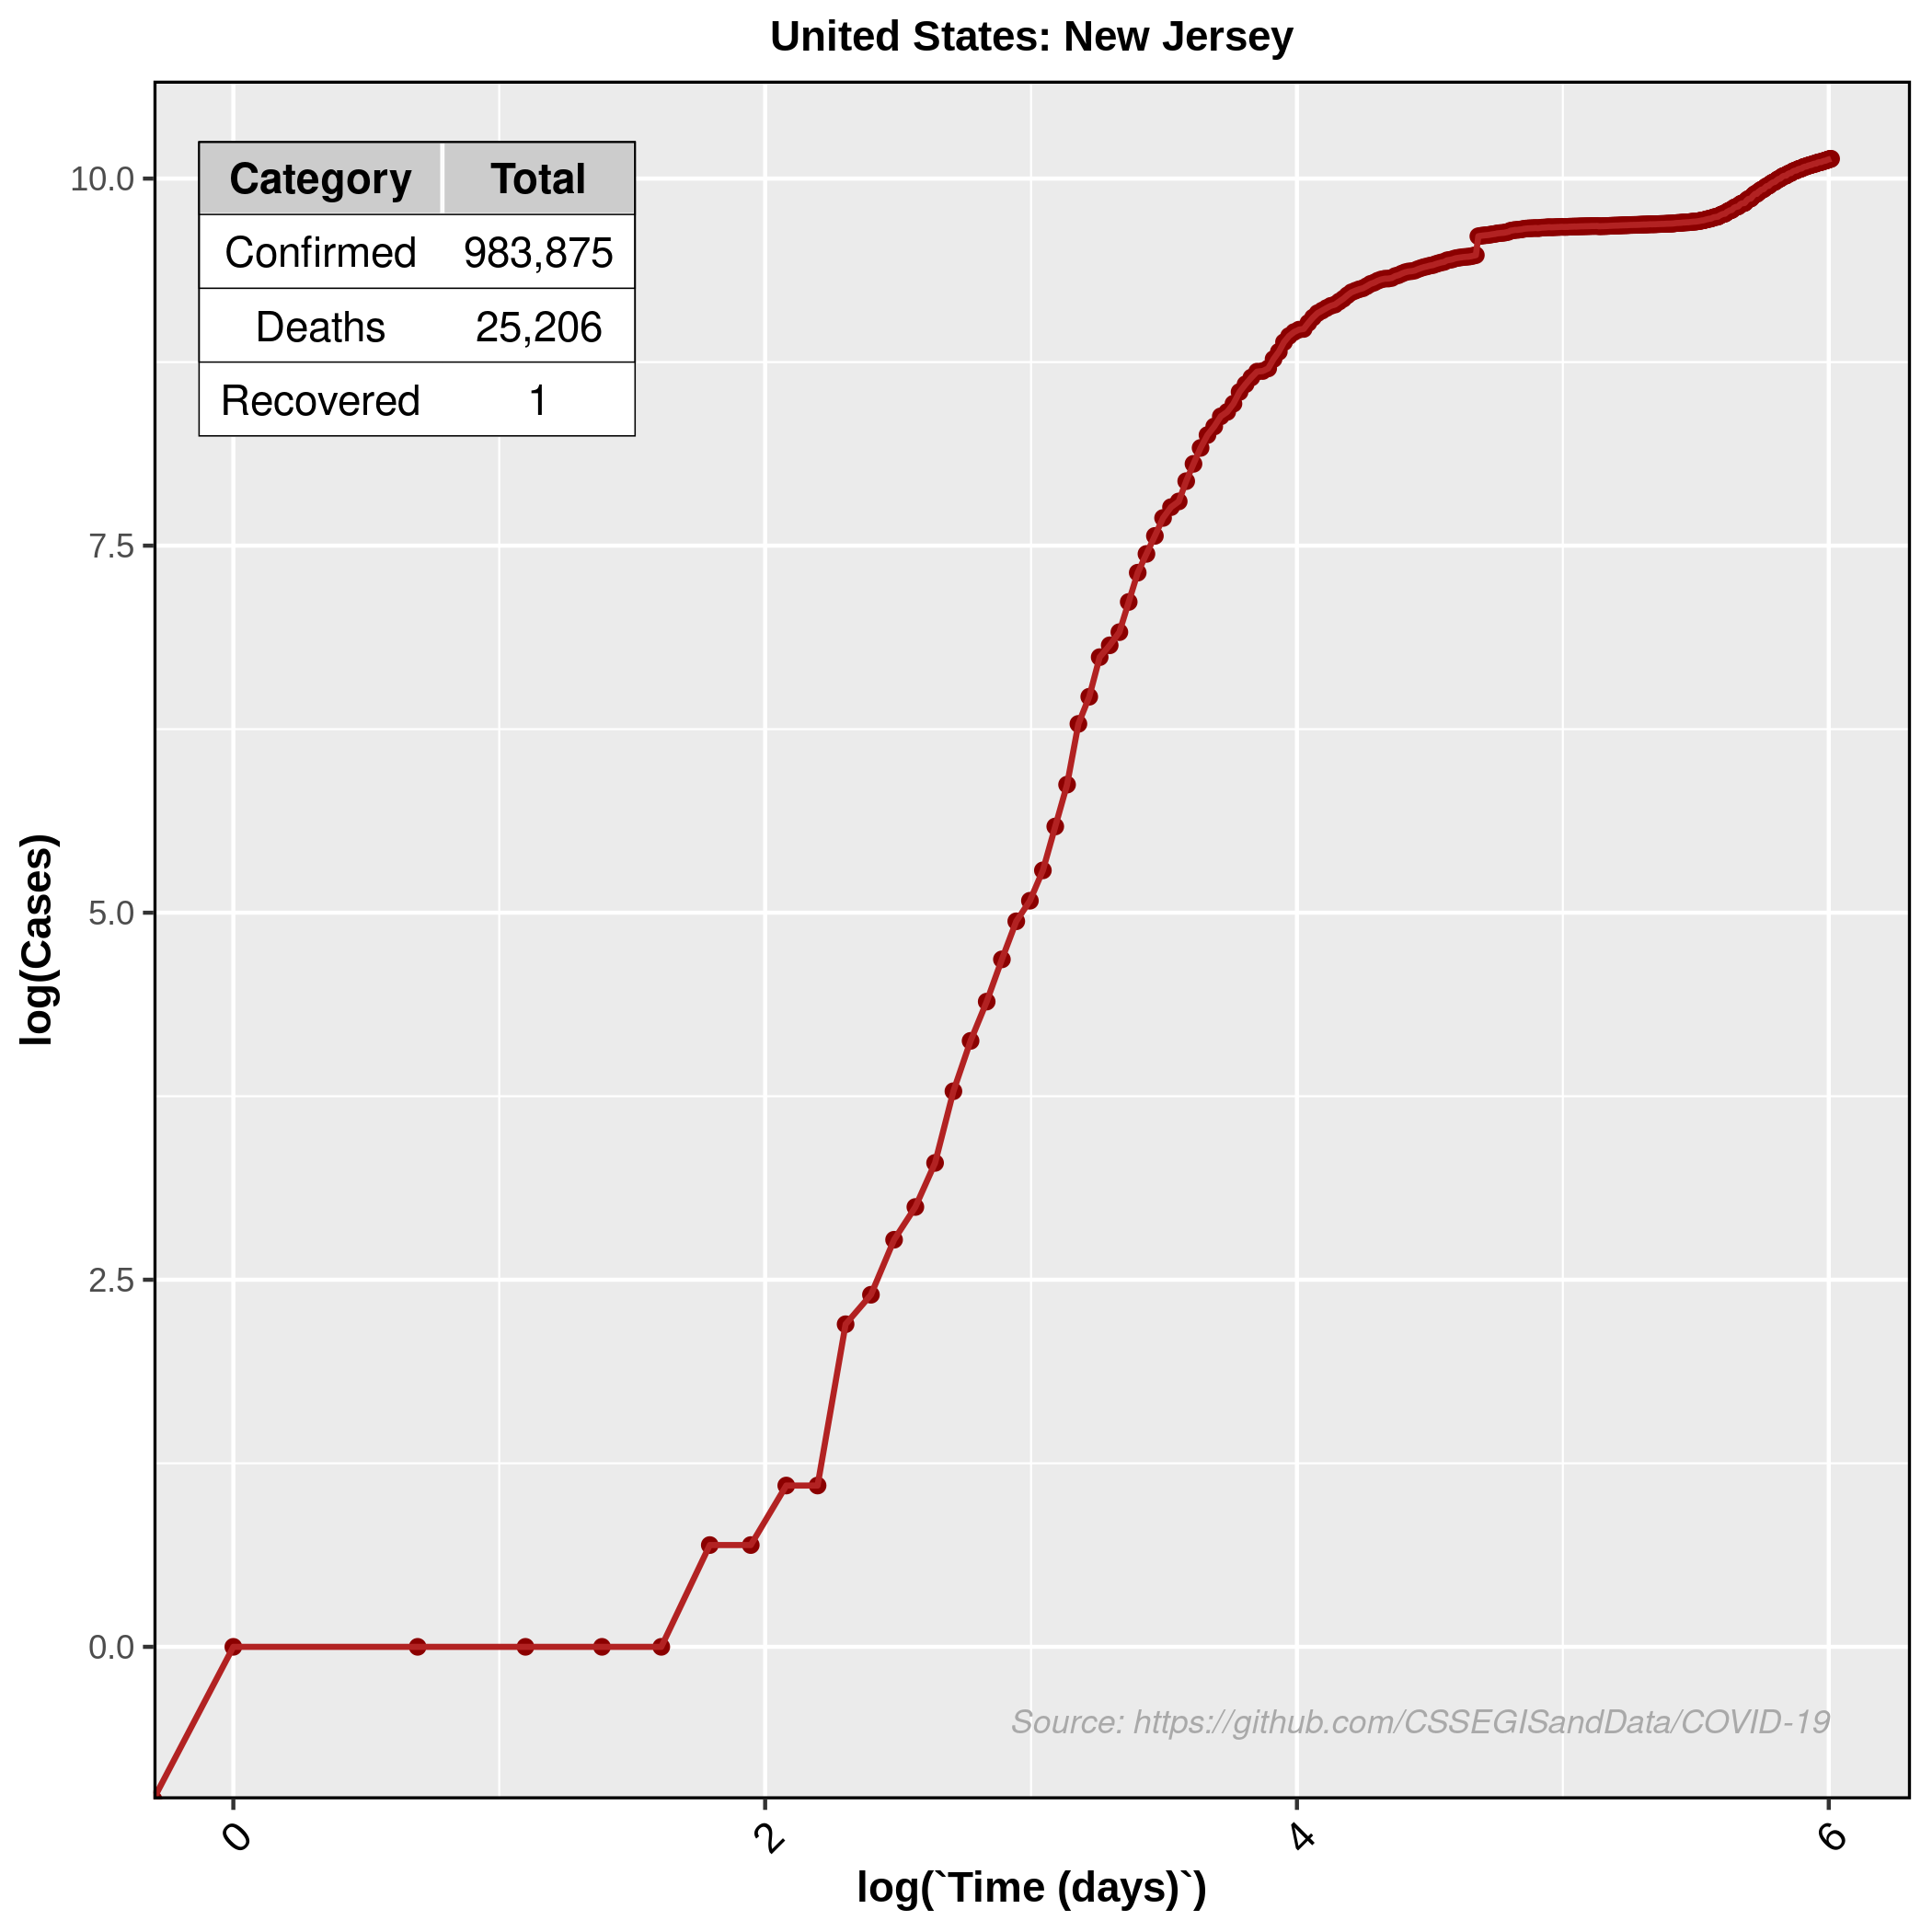 United States: New Jersey
Category Total
Confirmed 983,875
Deaths 25,206
Recovered 1
10.0
7.5
5.0
2.5
0.0
log(Cases)
Source: https://github.com/CSSEGISandData/COVID-19
0 2 4 6
log(`Time (days)`)